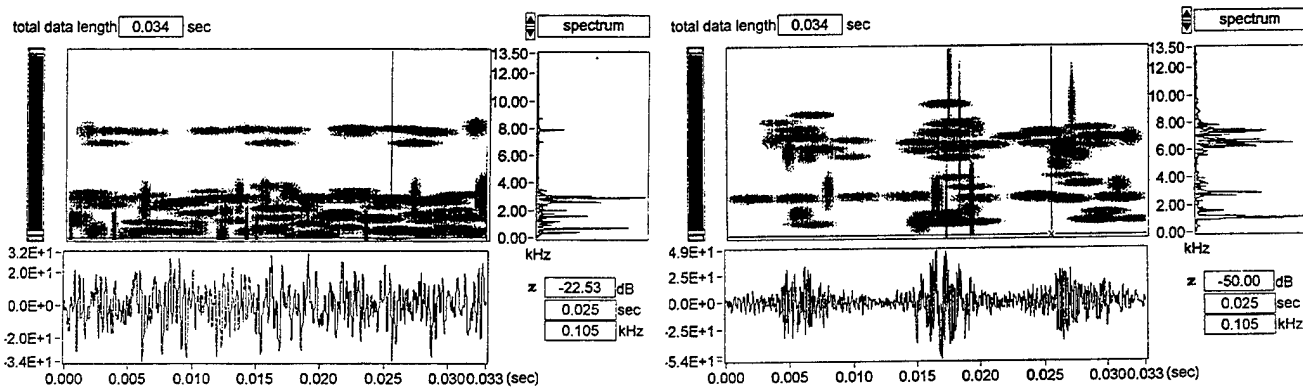 total data length 0.034 sec
spectrum
13.50
12.00
10.00
8.00
6.00
4.00
2.00
0.00
kHz
3.2E+1
2.0E+1
0.0E+0
-2.0E+1
-3.4E+1
0.000 0.005 0.010 0.015 0.020 0.025 0.0300.033 (sec)
z -22.53 dB
0.025 sec
0.105 kHz
total data length 0.034 sec
spectrum
13.50
12.00
10.00
8.00
6.00
4.00
2.00
0.00
kHz
4.9E+1
2.5E+1
0.0E+0
-2.5E+1
-5.4E+1
0.000 0.005 0.010 0.015 0.020 0.025 0.0300.033 (sec)
z -50.00 dB
0.025 sec
0.105 kHz